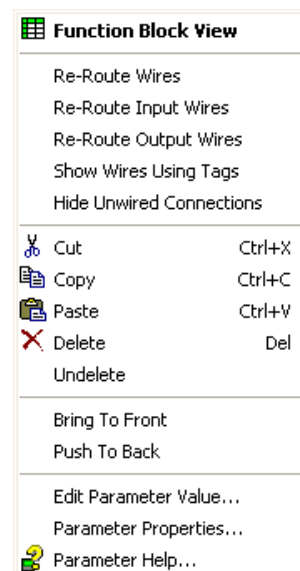 Function Block View
Re-Route Wires
Re-Route Input Wires
Re-Route Output Wires
Show Wires Using Tags
Hide Unwired Connections
Cut Ctrl+X
Copy Ctrl+C
Paste Ctrl+V
Delete Del
Undelete
Bring To Front
Push To Back
Edit Parameter Value...
Parameter Properties...
Parameter Help...